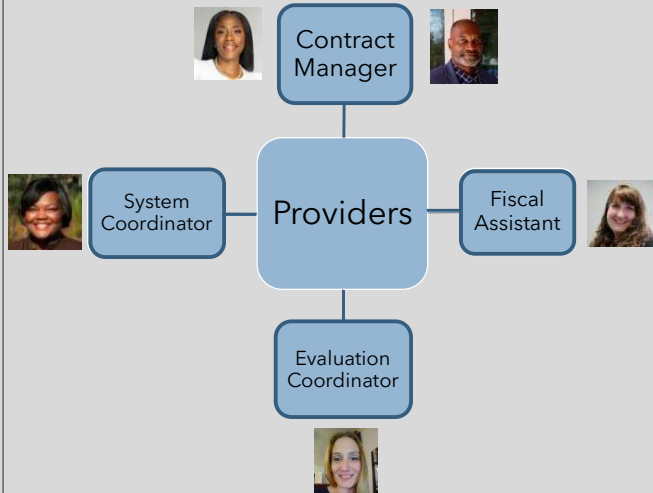 Contract
Manager
System
Coordinator
Providers
Fiscal
Assistant
Evaluation
Coordinator